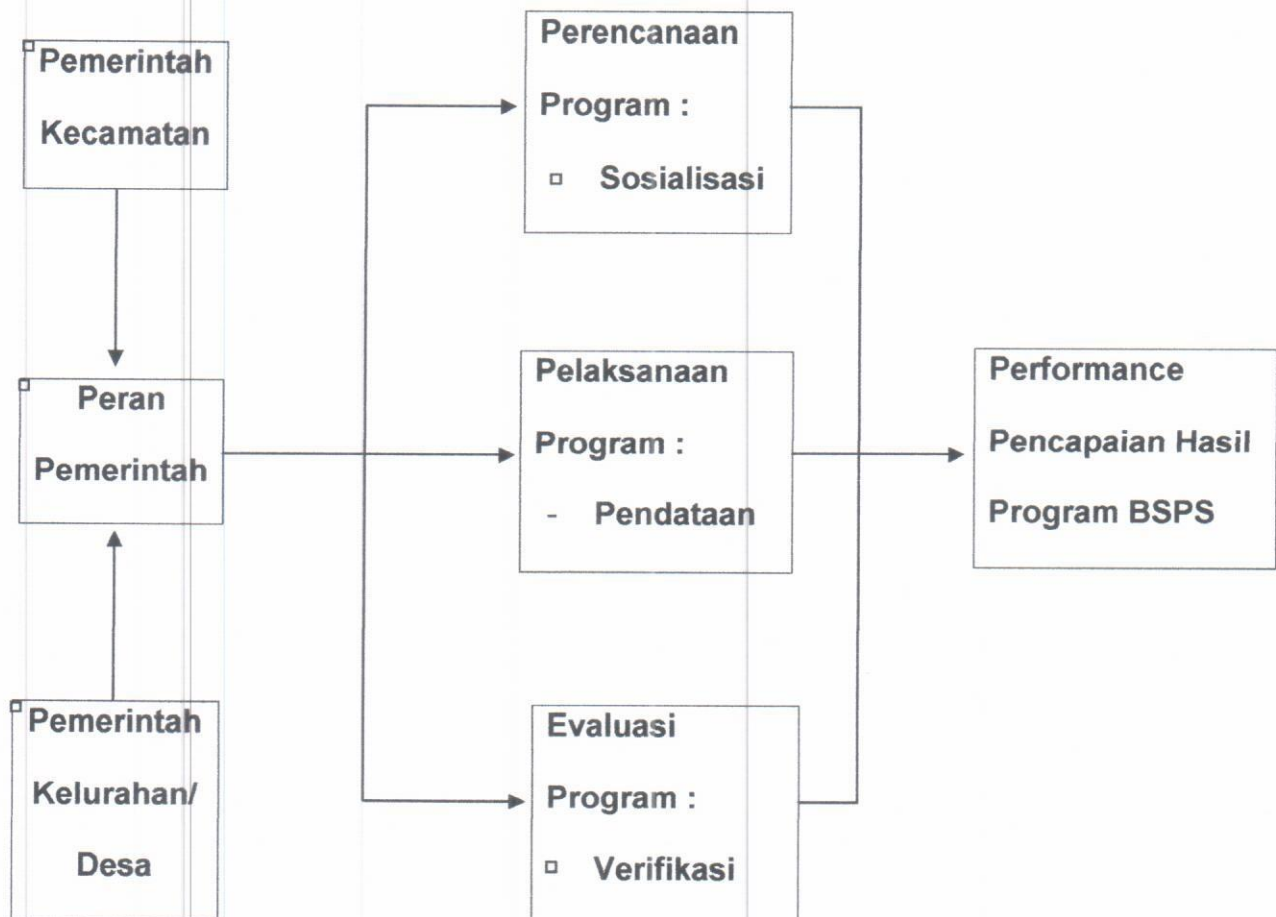 Pemerintah
Kecamatan
Peran
Pemerintah
Pemerintah
Kelurahan/
Desa
Perencanaan
Program :
▫ Sosialisasi
Pelaksanaan
Program :
- Pendataan
Evaluasi
Program :
▫ Verifikasi
Performance
Pencapaian Hasil
Program BSPS